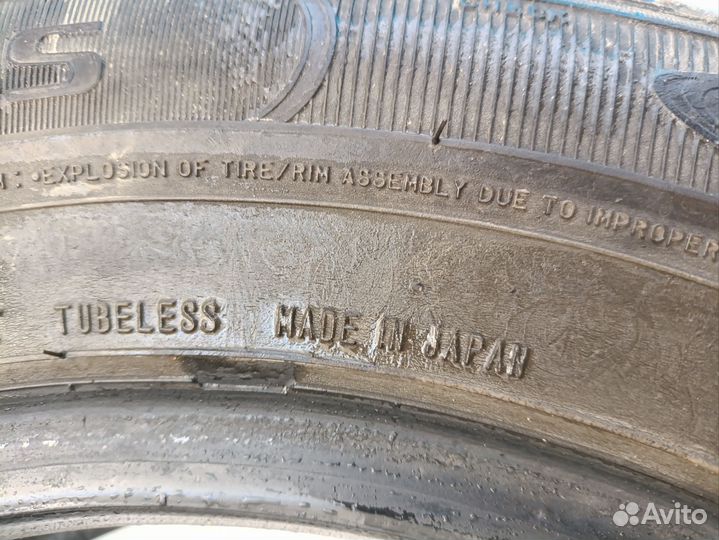 S
: •EXPLOSION OF TIRE/RIM ASSEMBLY DUE TO IMPROPER
TUBELESS MADE IN JAPAN
Avito